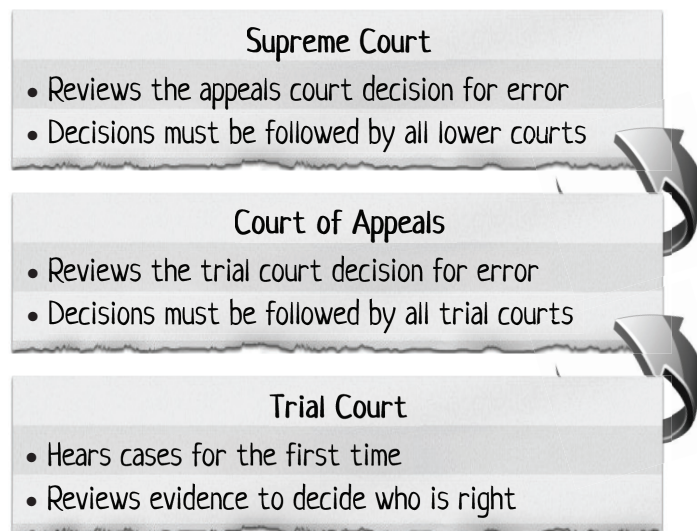 Supreme Court
• Reviews the appeals court decision for error
• Decisions must be followed by all lower courts
Court of Appeals
• Reviews the trial court decision for error
• Decisions must be followed by all trial courts
Trial Court
• Hears cases for the first time
• Reviews evidence to decide who is right